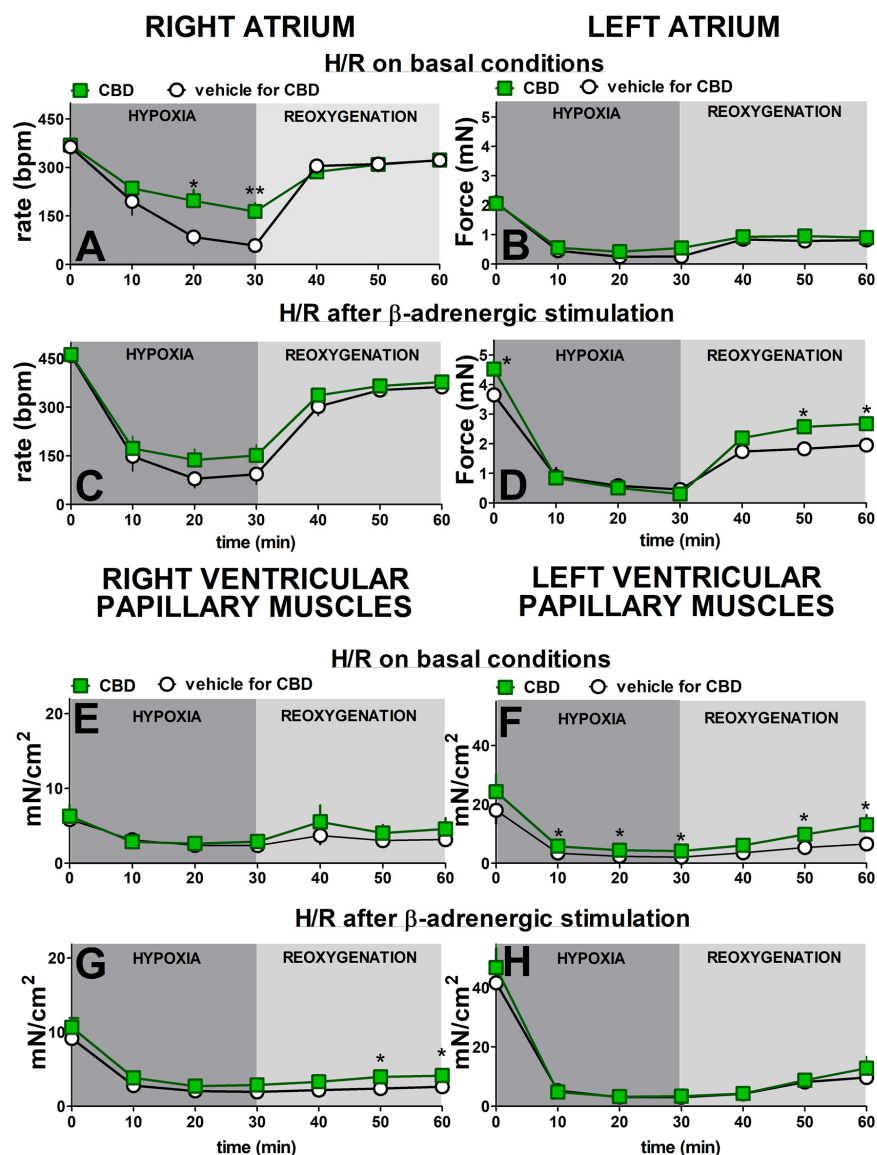 RIGHT ATRIUM
LEFT ATRIUM
H/R on basal conditions
CBD vehicle for CBD
CBD vehicle for CBD
HYPOXIA
REOXYGENATION
rate (bpm)
450
300
150
0
**
*
A
0 10 20 30 40 50 60
HYPOXIA
REOXYGENATION
Force (mN)
5
4
3
2
1
0
B
0 10 20 30 40 50 60
H/R after β-adrenergic stimulation
HYPOXIA
REOXYGENATION
rate (bpm)
450
300
150
0
C
0 10 20 30 40 50 60
time (min)
HYPOXIA
REOXYGENATION
Force (mN)
5
4
3
2
1
0
*
* *
D
0 10 20 30 40 50 60
time (min)
RIGHT VENTRICULAR
PAPILLARY MUSCLES
LEFT VENTRICULAR
PAPILLARY MUSCLES
H/R on basal conditions
CBD vehicle for CBD
CBD vehicle for CBD
E
HYPOXIA
REOXYGENATION
mN/cm²
20
10
0
0 10 20 30 40 50 60
F
HYPOXIA
REOXYGENATION
mN/cm²
40
20
0
* * * * *
0 10 20 30 40 50 60
H/R after β-adrenergic stimulation
G
HYPOXIA
REOXYGENATION
mN/cm²
20
10
0
* *
0 10 20 30 40 50 60
time (min)
H
HYPOXIA
REOXYGENATION
mN/cm²
40
20
0
0 10 20 30 40 50 60
time (min)